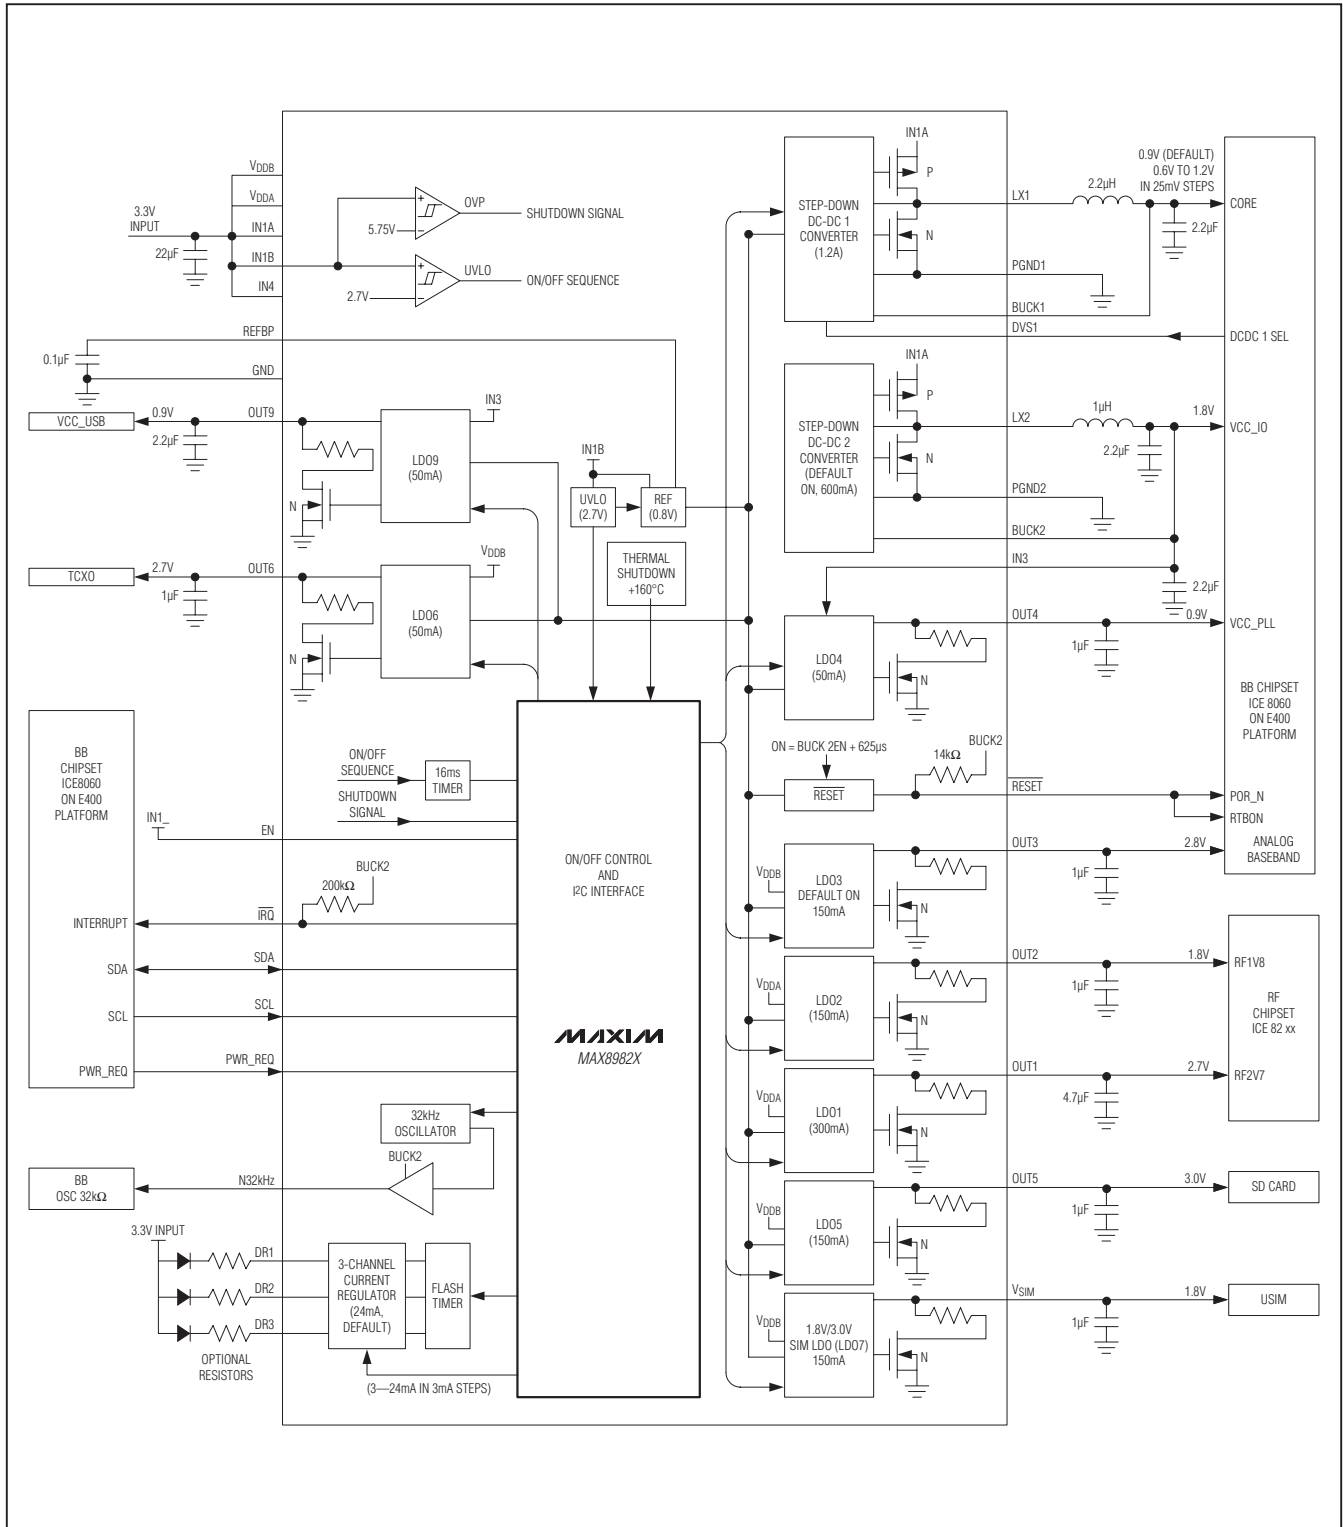 VDDB
VDDA
3.3V
INPUT
IN1A
22µF
IN1B
IN4
OVP
SHUTDOWN SIGNAL
5.75V
UVLO
ON/OFF SEQUENCE
2.7V
REFBP
0.1µF
GND
VCC_USB
0.9V
OUT9
2.2µF
IN3
LDO9
(50mA)
N
IN1B
UVLO
(2.7V)
REF
(0.8V)
THERMAL
SHUTDOWN
+160°C
TCXO
2.7V
OUT6
1µF
VDDB
LDO6
(50mA)
N
BB
CHIPSET
ICE8060
ON E400
PLATFORM
ON/OFF
SEQUENCE
16ms
TIMER
SHUTDOWN
SIGNAL
IN1_
EN
BUCK2
200kΩ
INTERRUPT
IRQ
SDA
SDA
SCL
SCL
PWR_REQ
PWR_REQ
ON/OFF CONTROL
AND
I2C INTERFACE
MAXIM
MAX8982X
32kHz
OSCILLATOR
BUCK2
BB
OSC 32kΩ
N32kHz
3.3V INPUT
DR1
DR2
DR3
OPTIONAL
RESISTORS
3-CHANNEL
CURRENT
REGULATOR
(24mA,
DEFAULT)
FLASH
TIMER
(3—24mA IN 3mA STEPS)
IN1A
P
STEP-DOWN
DC-DC 1
CONVERTER
(1.2A)
N
LX1
2.2µH
0.9V (DEFAULT)
0.6V TO 1.2V
IN 25mV STEPS
CORE
2.2µF
PGND1
BUCK1
DVS1
DCDC 1 SEL
IN1A
P
STEP-DOWN
DC-DC 2
CONVERTER
(DEFAULT
ON, 600mA)
N
LX2
1µH
1.8V
VCC_IO
2.2µF
PGND2
BUCK2
IN3
2.2µF
LDO4
(50mA)
N
OUT4
0.9V
VCC_PLL
1µF
BB CHIPSET
ICE 8060
ON E400
PLATFORM
ON = BUCK 2EN + 625µs
BUCK2
14kΩ
RESET
RESET
POR_N
RTBON
ANALOG
BASEBAND
VDDB
LDO3
DEFAULT ON
150mA
N
OUT3
2.8V
1µF
VDDA
LDO2
(150mA)
N
OUT2
1.8V
RF1V8
1µF
RF
CHIPSET
ICE 82 xx
VDDA
LDO1
(300mA)
N
OUT1
2.7V
RF2V7
4.7µF
VDDB
LDO5
(150mA)
N
OUT5
3.0V
SD CARD
1µF
VDDB
1.8V/3.0V
SIM LDO (LDO7)
150mA
N
VSIM
1.8V
USIM
1µF